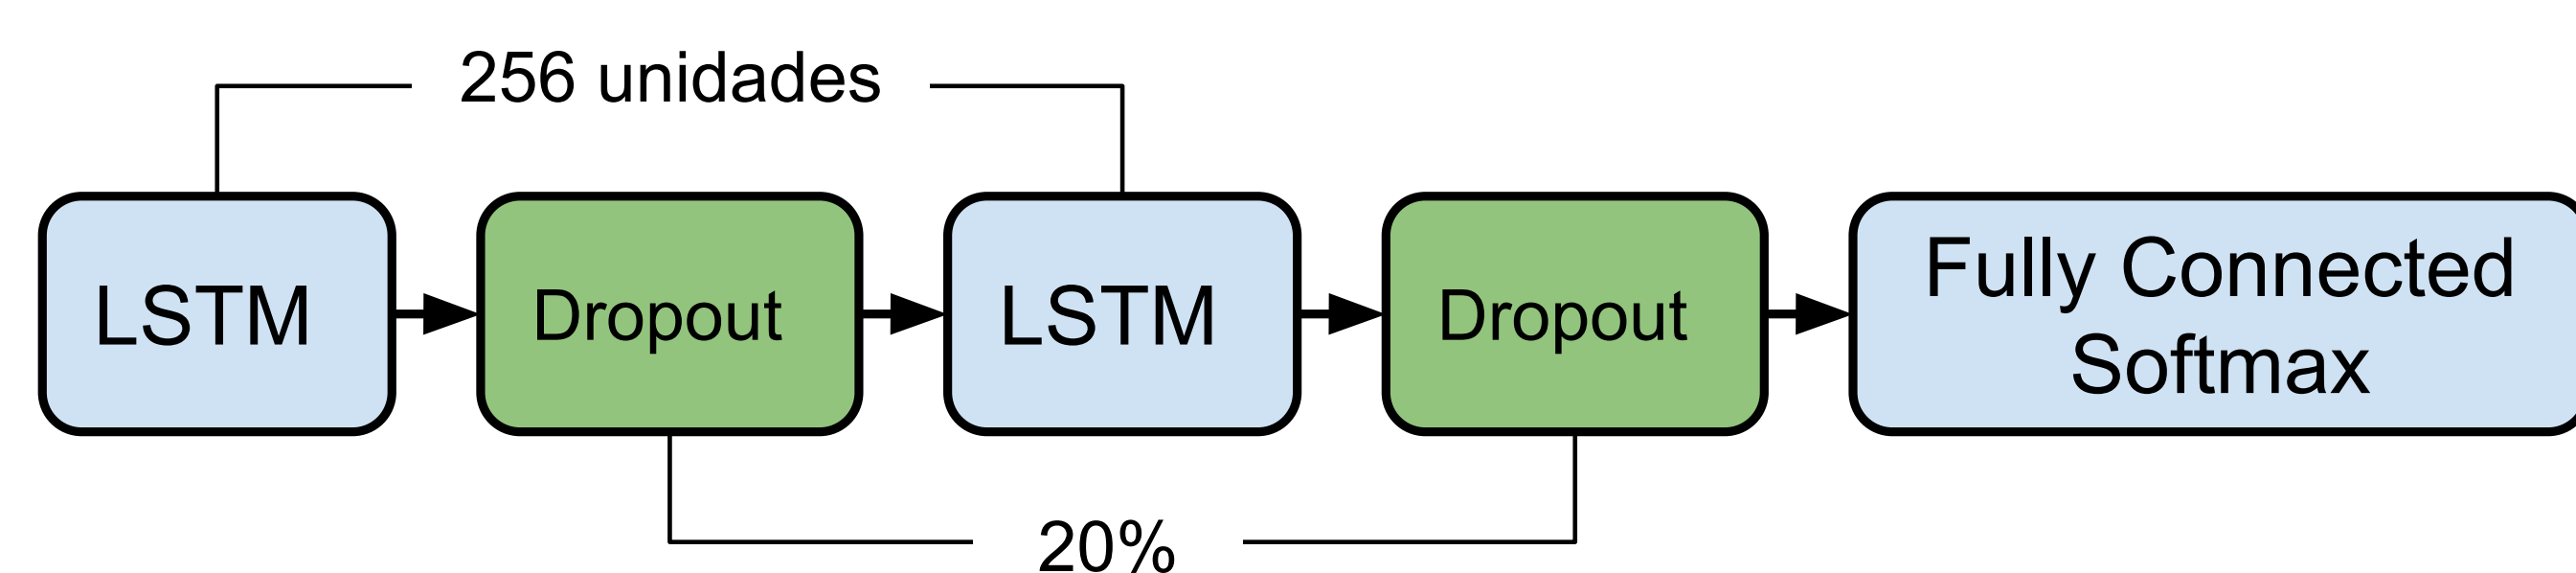 256 unidades
LSTM
Dropout
LSTM
Dropout
Fully Connected
Softmax
20%